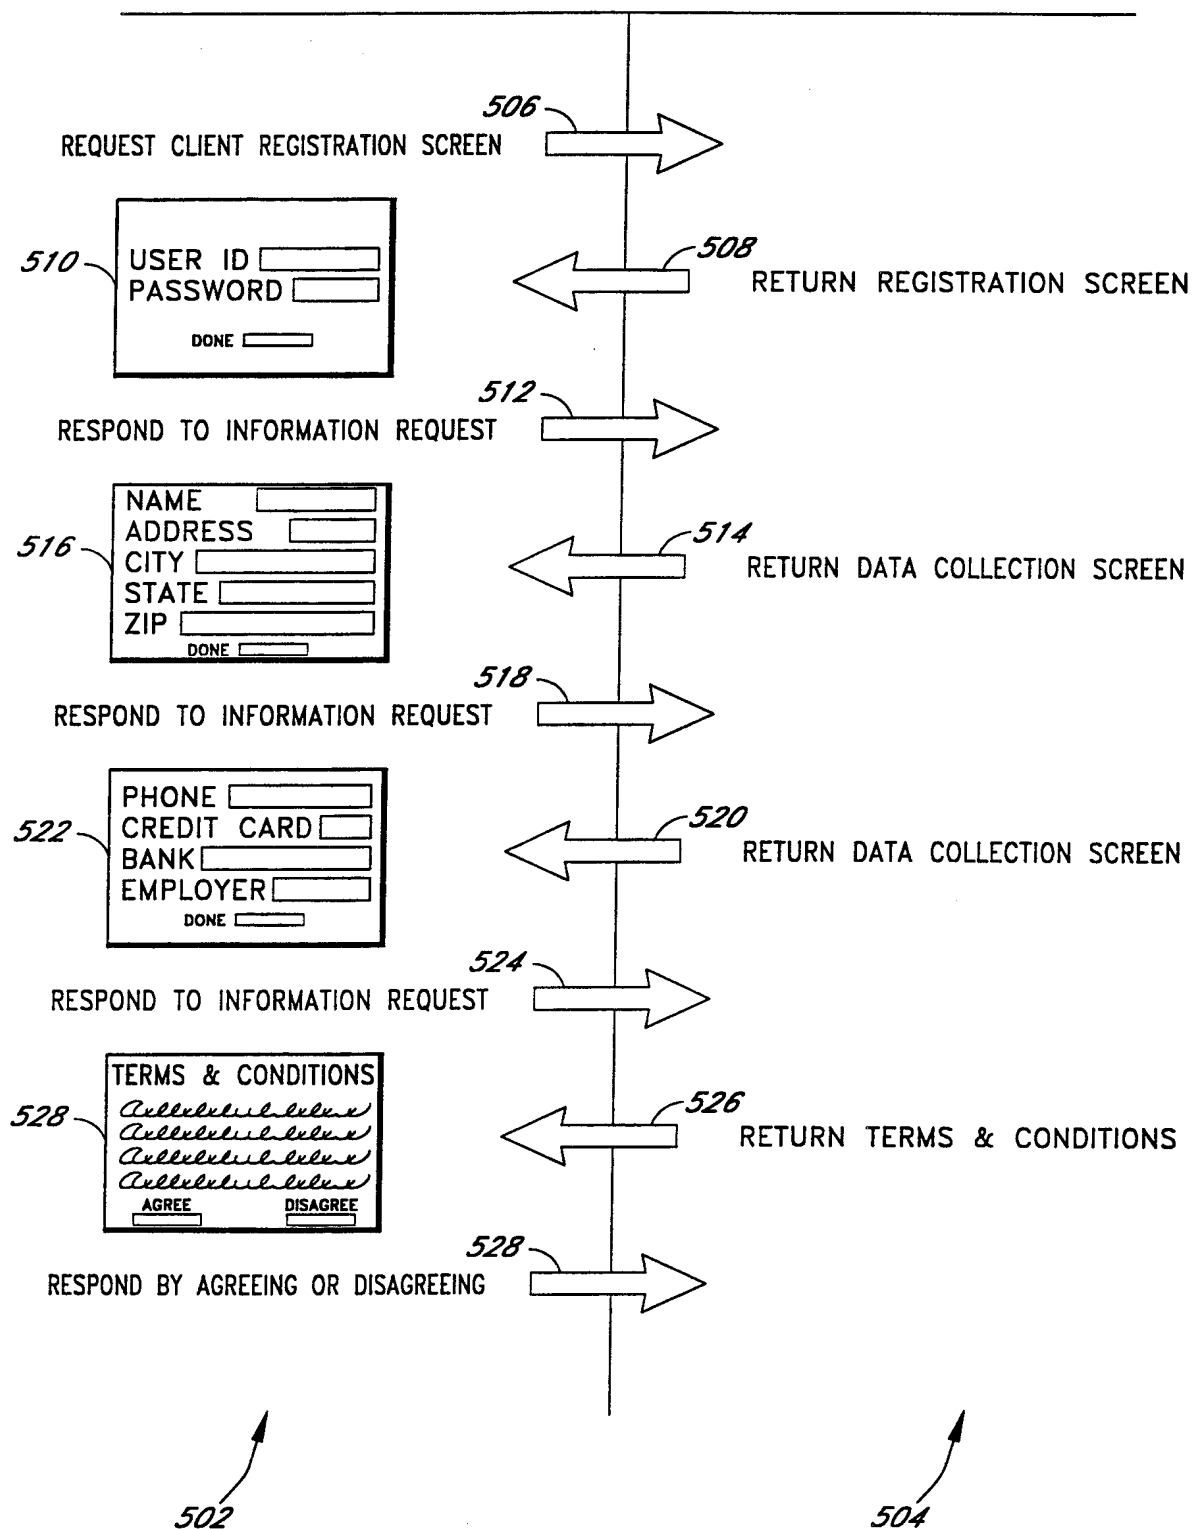 506
REQUEST CLIENT REGISTRATION SCREEN
510
USER ID
PASSWORD
DONE
508
RETURN REGISTRATION SCREEN
512
RESPOND TO INFORMATION REQUEST
516
NAME
ADDRESS
CITY
STATE
ZIP
DONE
514
RETURN DATA COLLECTION SCREEN
518
RESPOND TO INFORMATION REQUEST
522
PHONE
CREDIT CARD
BANK
EMPLOYER
DONE
520
RETURN DATA COLLECTION SCREEN
524
RESPOND TO INFORMATION REQUEST
528
TERMS & CONDITIONS
AGREE DISAGREE
526
RETURN TERMS & CONDITIONS
528
RESPOND BY AGREEING OR DISAGREEING
502
504